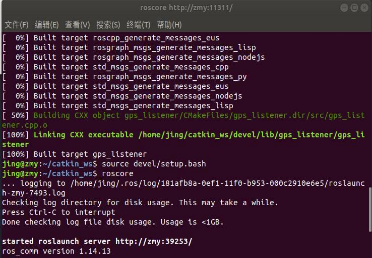 roscore http://zmy:11311/
文件(F) 编辑(E) 查看(V) 搜索(S) 终端(T) 帮助(H)
[  0%] Built target roscpp_generate_messages_eus
[  0%] Built target rosgraph_msgs_generate_messages_lisp
[  0%] Built target rosgraph_msgs_generate_messages_nodejs
[  0%] Built target std_msgs_generate_messages_cpp
[  0%] Built target rosgraph_msgs_generate_messages_py
[  0%] Built target std_msgs_generate_messages_eus
[  0%] Built target std_msgs_generate_messages_nodejs
[  0%] Built target std_msgs_generate_messages_lisp
[ 50%] Building CXX object gps_listener/CMakeFiles/gps_listener.dir/src/gps_list
ener.cpp.o
[100%] Linking CXX executable /home/jing/catkin_ws/devel/lib/gps_listener/gps_li
stener
[100%] Built target gps_listener
jing@zmy:~/catkin_ws$ source devel/setup.bash
jing@zmy:~/catkin_ws$ roscore
... logging to /home/jing/.ros/log/181afb8a-0ef1-11f0-b953-000c2910e6e5/roslaunc
h-zmy-7493.log
Checking log directory for disk usage. This may take a while.
Press Ctrl-C to interrupt
Done checking log file disk usage. Usage is <1GB.
started roslaunch server http://zmy:39253/
ros_comm version 1.14.13